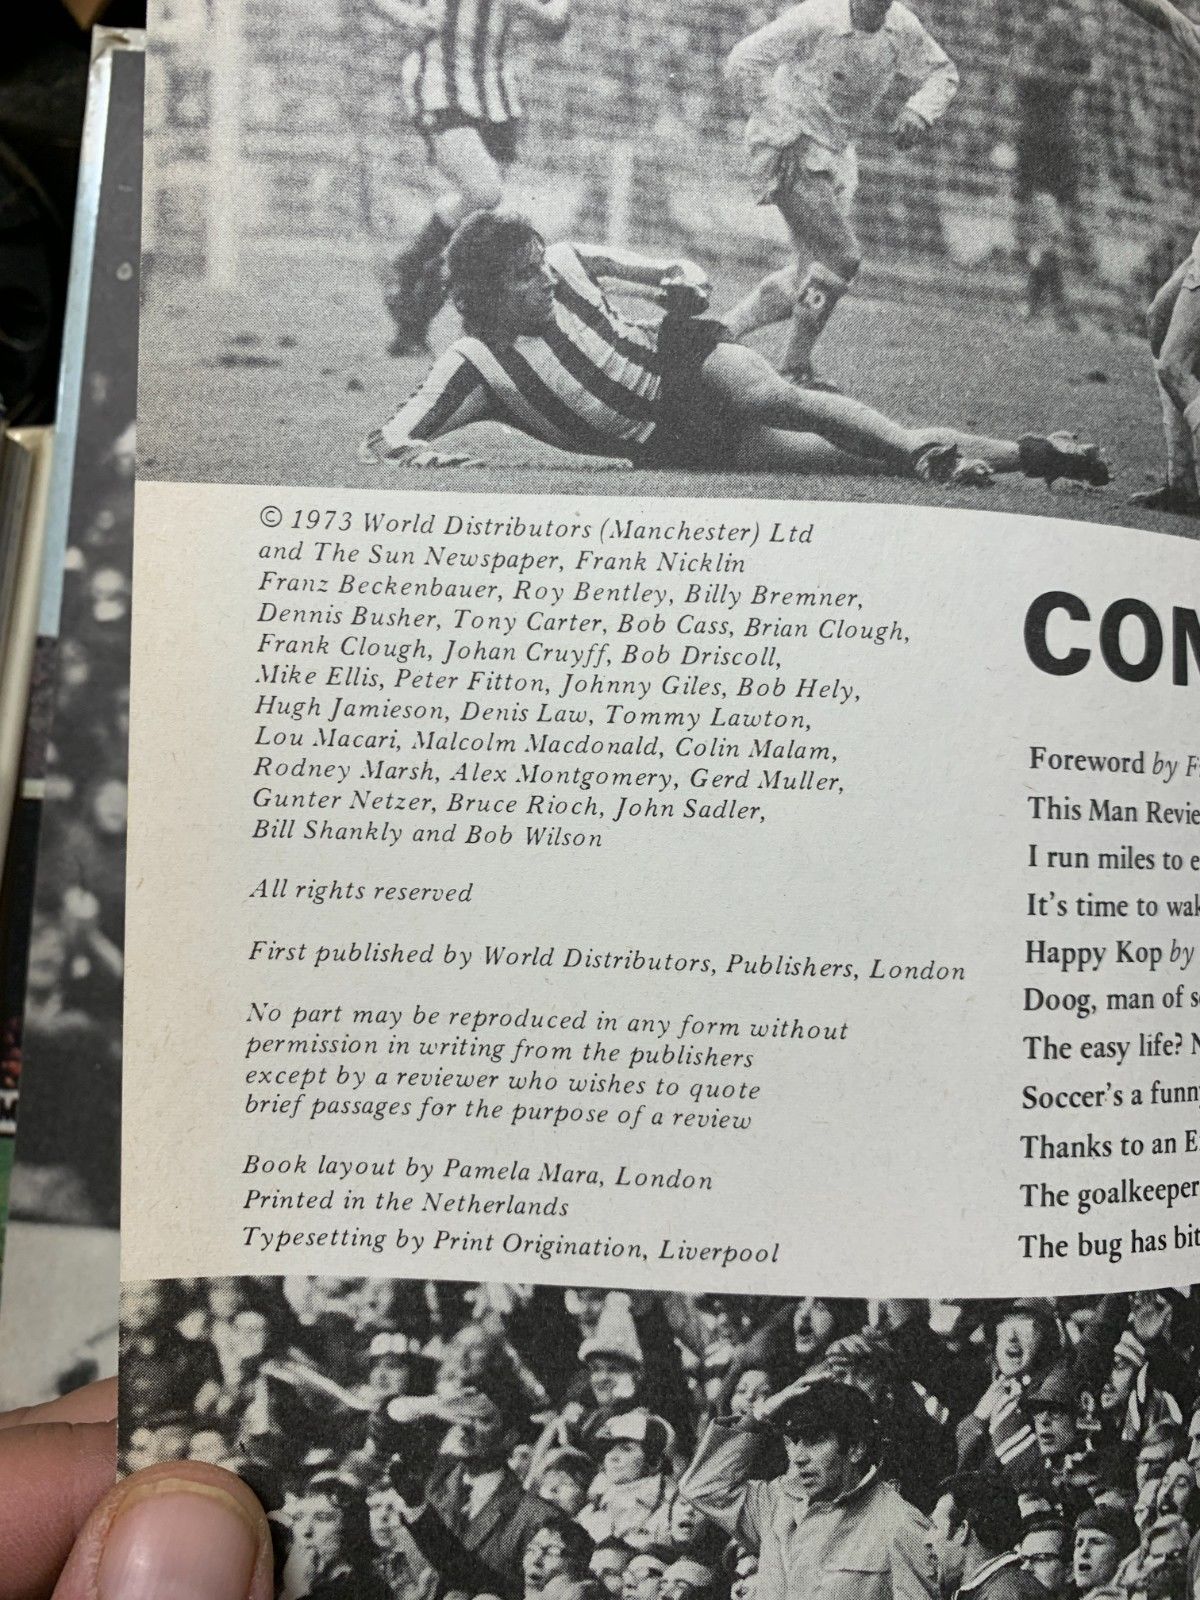 © 1973 World Distributors (Manchester) Ltd
and The Sun Newspaper, Frank Nicklin
Franz Beckenbauer, Roy Bentley, Billy Bremner,
Dennis Busher, Tony Carter, Bob Cass, Brian Clough,
Frank Clough, Johan Cruyff, Bob Driscoll,
Mike Ellis, Peter Fitton, Johnny Giles, Bob Hely,
Hugh Jamieson, Denis Law, Tommy Lawton,
Lou Macari, Malcolm Macdonald, Colin Malam,
Rodney Marsh, Alex Montgomery, Gerd Muller,
Gunter Netzer, Bruce Rioch, John Sadler,
Bill Shankly and Bob Wilson
All rights reserved
First published by World Distributors, Publishers, London
No part may be reproduced in any form without
permission in writing from the publishers
except by a reviewer who wishes to quote
brief passages for the purpose of a review
Book layout by Pamela Mara, London
Printed in the Netherlands
Typesetting by Print Origination, Liverpool
10
CON
Foreword by F
This Man Revie
I run miles to e
It's time to wak
Happy Kop by
Doog, man of s
The easy life? N
Soccer's a funn
Thanks to an E
The goalkeeper
The bug has bit